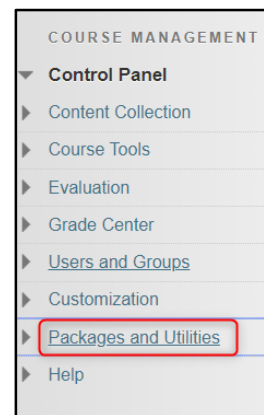 COURSE MANAGEMENT
Control Panel
Content Collection
Course Tools
Evaluation
Grade Center
Users and Groups
Customization
Packages and Utilities
Help